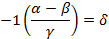 −1(α − β / γ) = δ